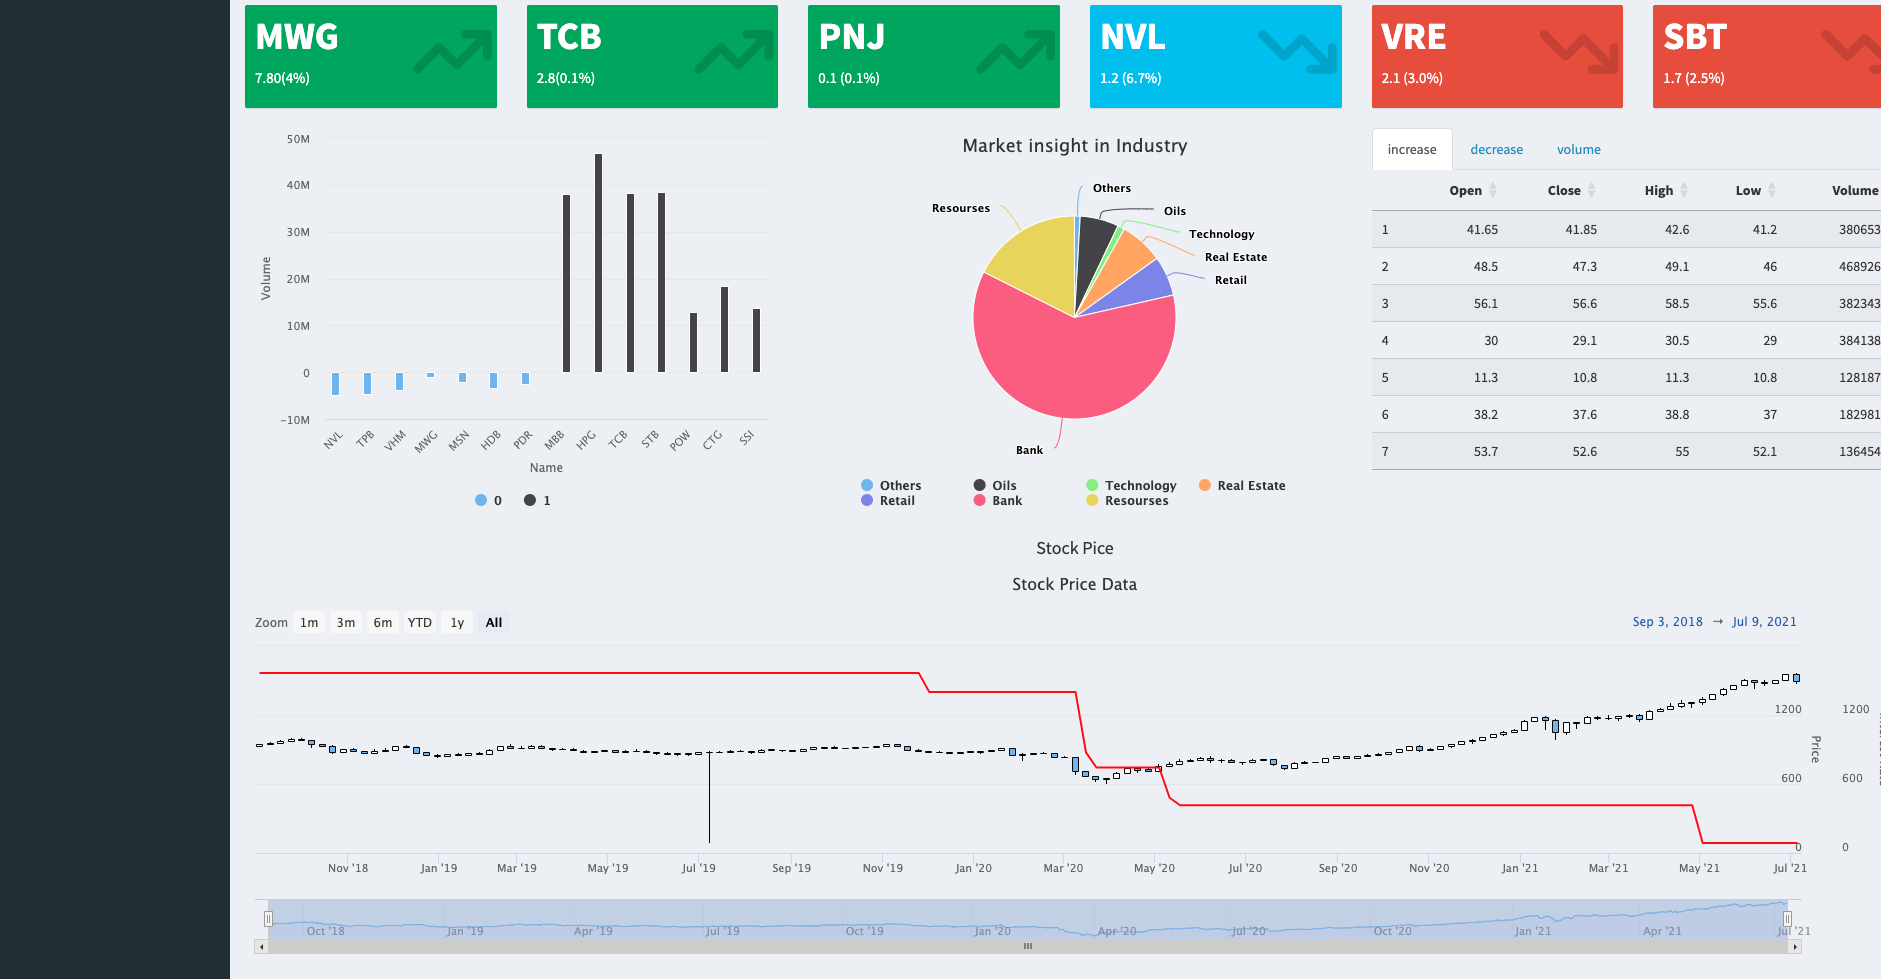 MWG
7.80(4%)
TCB
2.8(0.1%)
PNJ
0.1 (0.1%)
NVL
1.2 (6.7%)
VRE
2.1 (3.0%)
SBT
1.7 (2.5%)
50M
40M
30M
20M
10M
0
−10M
Volume
NVL TPB VHM MWG MSN HDB PDR MBB HPG TCB STB POW CTG SSI
Name
0 1
Market insight in Industry
Others
Resourses
Oils
Technology
Real Estate
Retail
Bank
Others Oils Technology Real Estate
Retail Bank Resourses
increase decrease volume
Open Close High Low Volume
1 41.65 41.85 42.6 41.2 380653
2 48.5 47.3 49.1 46 468926
3 56.1 56.6 58.5 55.6 382343
4 30 29.1 30.5 29 384138
5 11.3 10.8 11.3 10.8 128187
6 38.2 37.6 38.8 37 182981
7 53.7 52.6 55 52.1 136454
Stock Pice
Stock Price Data
Zoom 1m 3m 6m YTD 1y All
Sep 3, 2018 → Jul 9, 2021
1200 1200
Price
600 600
0 0
Nov '18 Jan '19 Mar '19 May '19 Jul '19 Sep '19 Nov '19 Jan '20 Mar '20 May '20 Jul '20 Sep '20 Nov '20 Jan '21 Mar '21 May '21 Jul '21
Oct '18 Jan '19 Apr '19 Jul '19 Oct '19 Jan '20 Apr '20 Jul '20 Oct '20 Jan '21 Apr '21 Jul '21